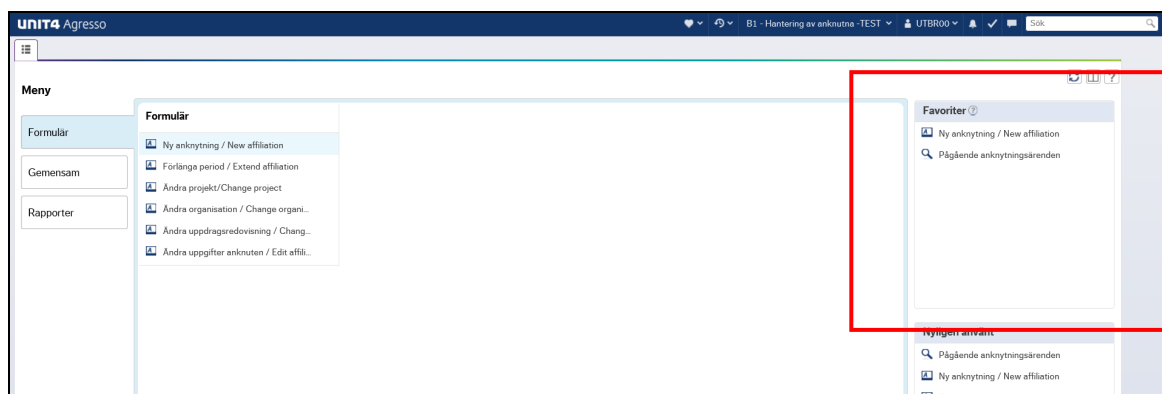 UNIT4 Agresso
B1 - Hantering av anknutna -TEST
UTBR00
Sök
Meny
Formulär
Gemensam
Rapporter
Formulär
Ny anknytning / New affiliation
Förlänga period / Extend affiliation
Ändra projekt/Change project
Ändra organisation / Change organi...
Ändra uppdragsredovisning / Chang...
Ändra uppgifter anknuten / Edit affili...
Favoriter ?
Ny anknytning / New affiliation
Pågående anknytningsärenden
Nyligen använt
Pågående anknytningsärenden
Ny anknytning / New affiliation